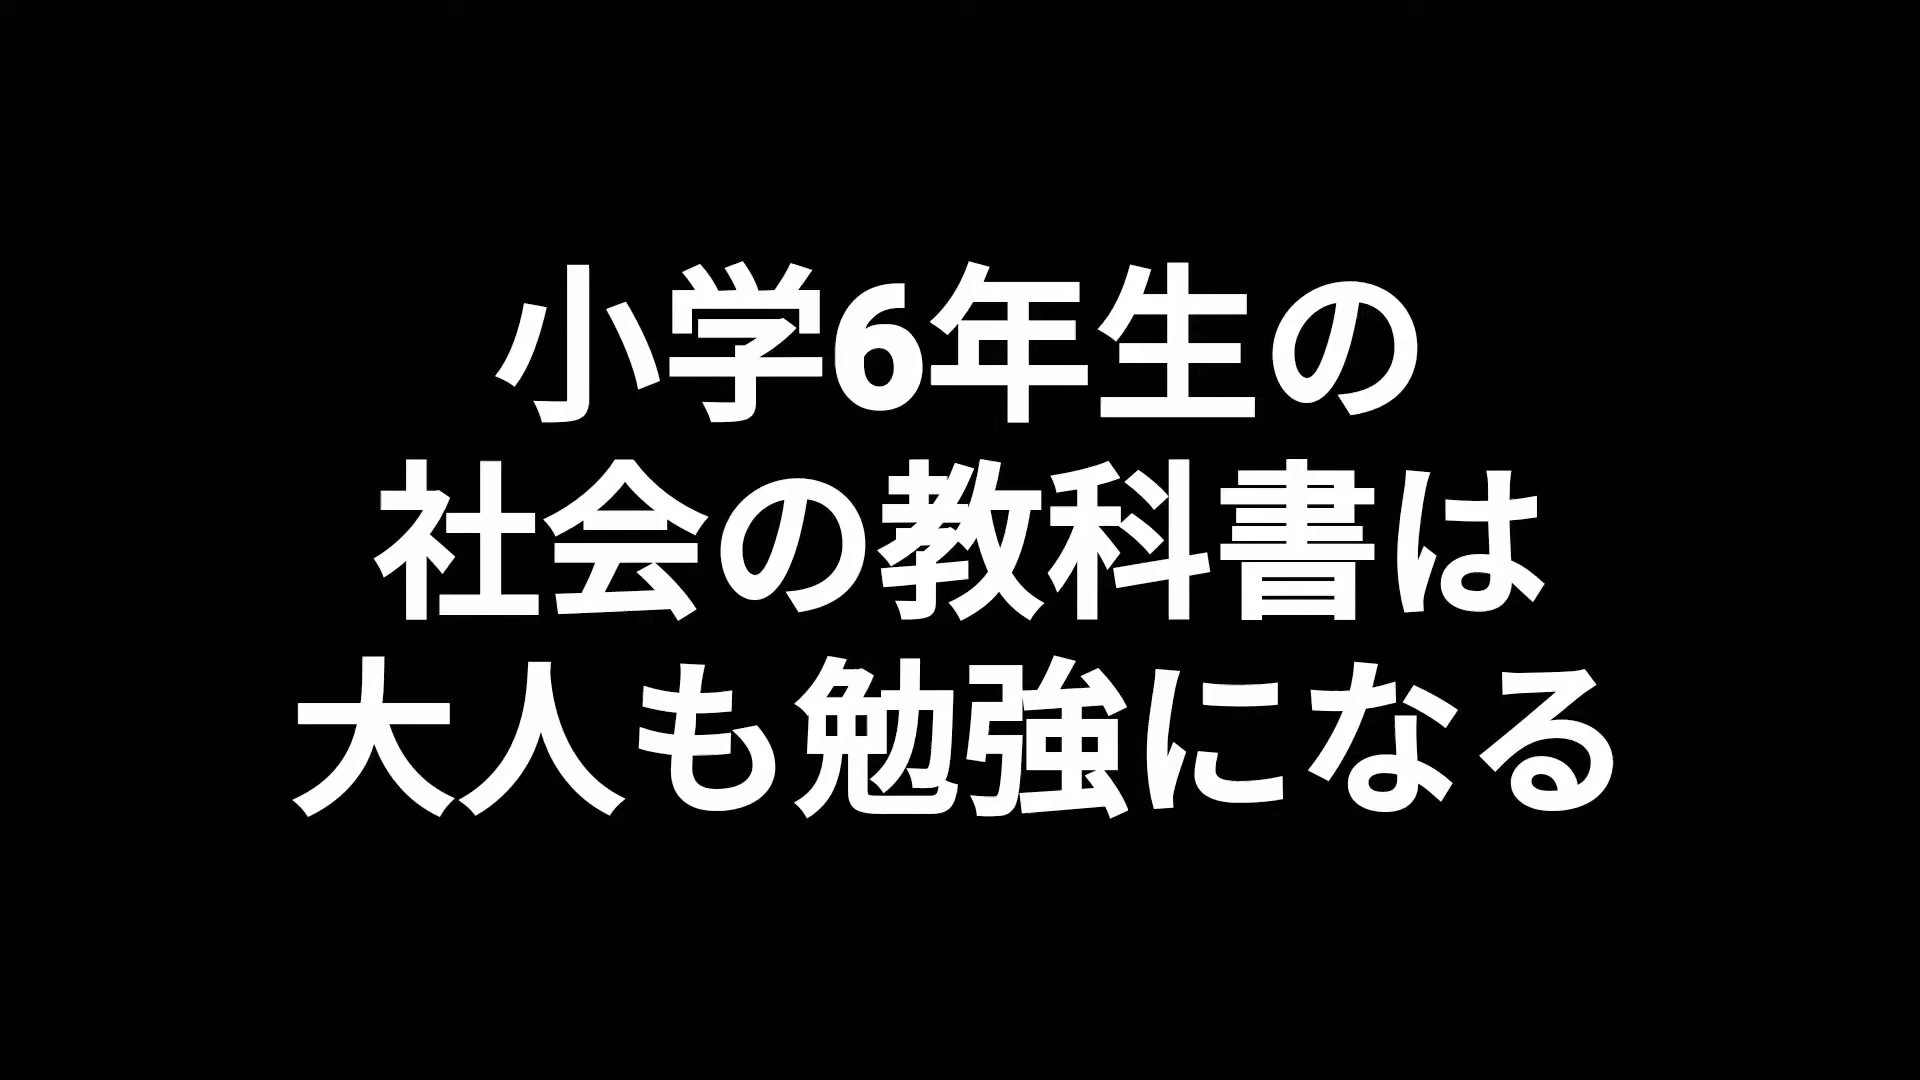 小学6年生の
社会の教科書は
大人も勉強になる